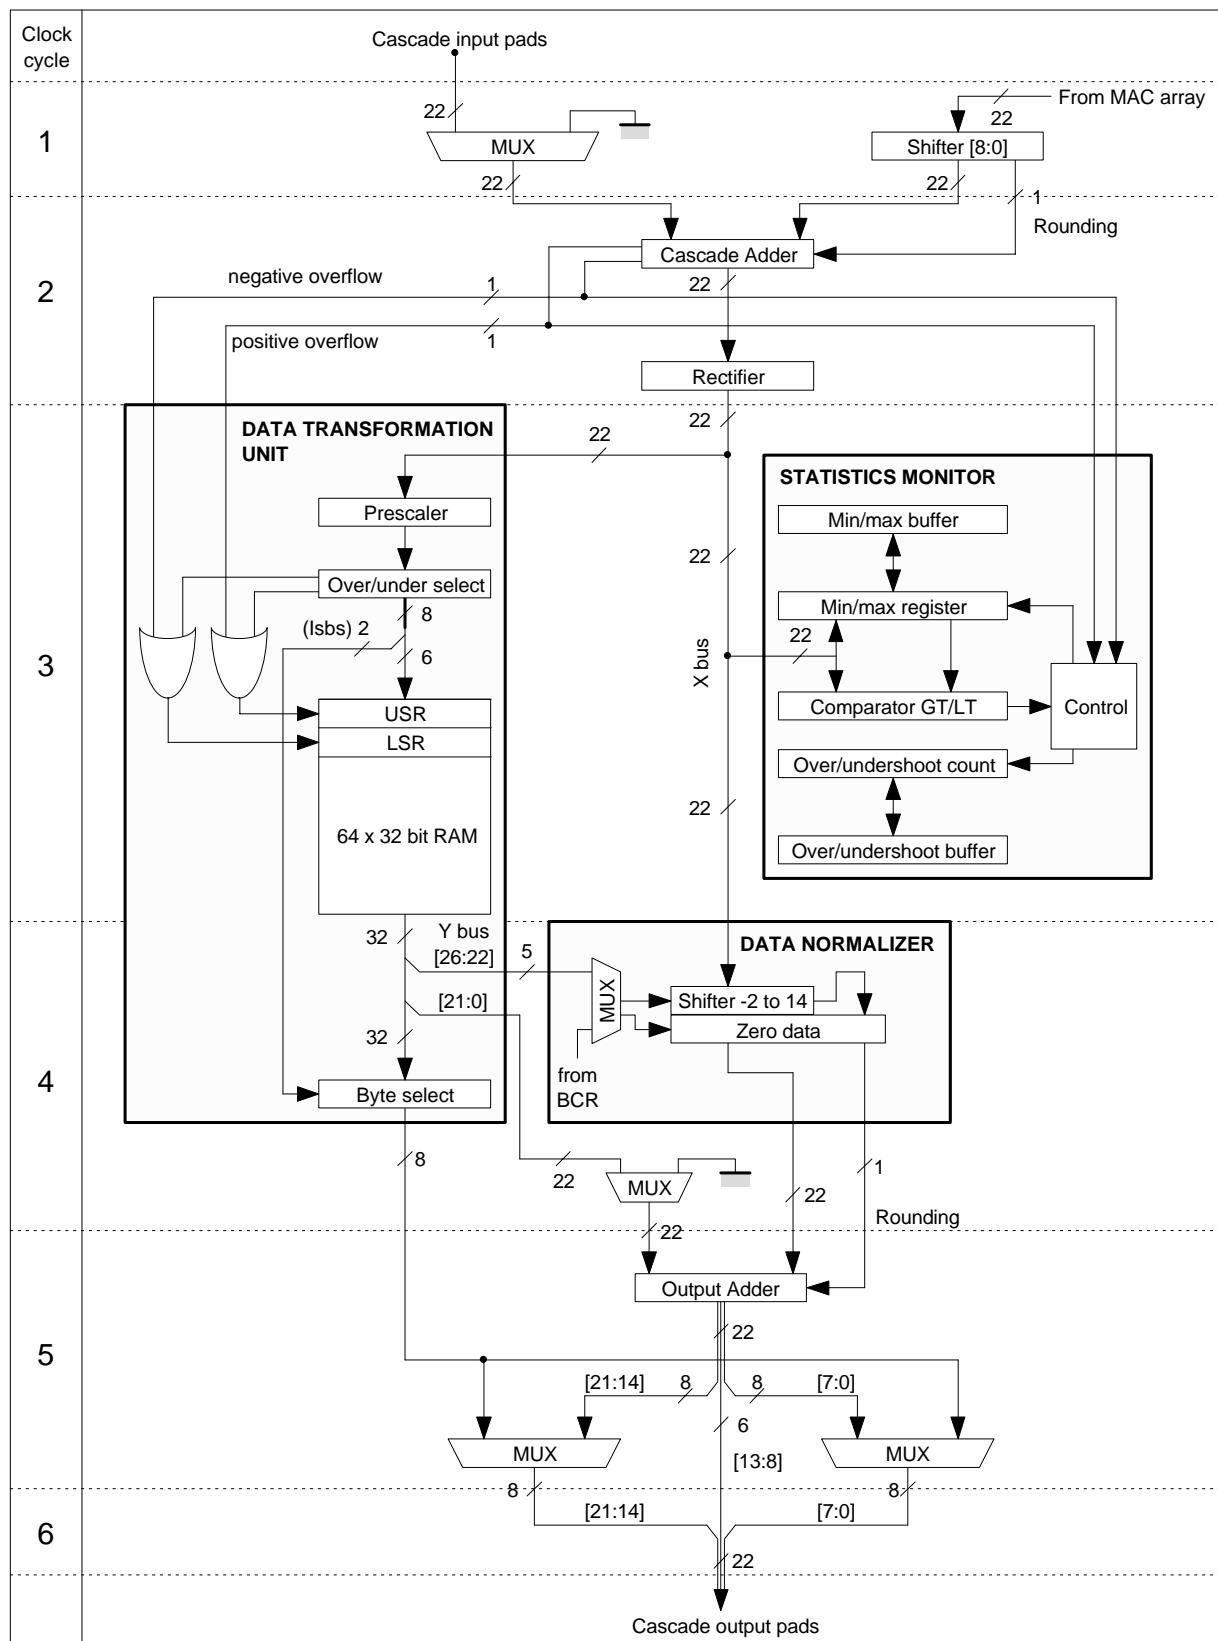 Clock
cycle
Cascade input pads
22
From MAC array
22
1
MUX
Shifter [8:0]
22
22
1
Rounding
Cascade Adder
negative overflow
1
22
2
positive overflow
1
Rectifier
22
DATA TRANSFORMATION
UNIT
22
STATISTICS MONITOR
Prescaler
Min/max buffer
22
Over/under select
8
Min/max register
(lsbs) 2
6
22
3
X bus
USR
Comparator GT/LT
Control
LSR
Over/undershoot count
22
64 x 32 bit RAM
Over/undershoot buffer
32
Y bus
[26:22]
5
DATA NORMALIZER
MUX
[21:0]
Shifter -2 to 14
Zero data
32
from
BCR
4
Byte select
8
22
MUX
22
1
22
Rounding
Output Adder
22
5
[21:14]
8
8
[7:0]
6
MUX
[13:8]
MUX
8
8
[21:14]
[7:0]
6
22
Cascade output pads